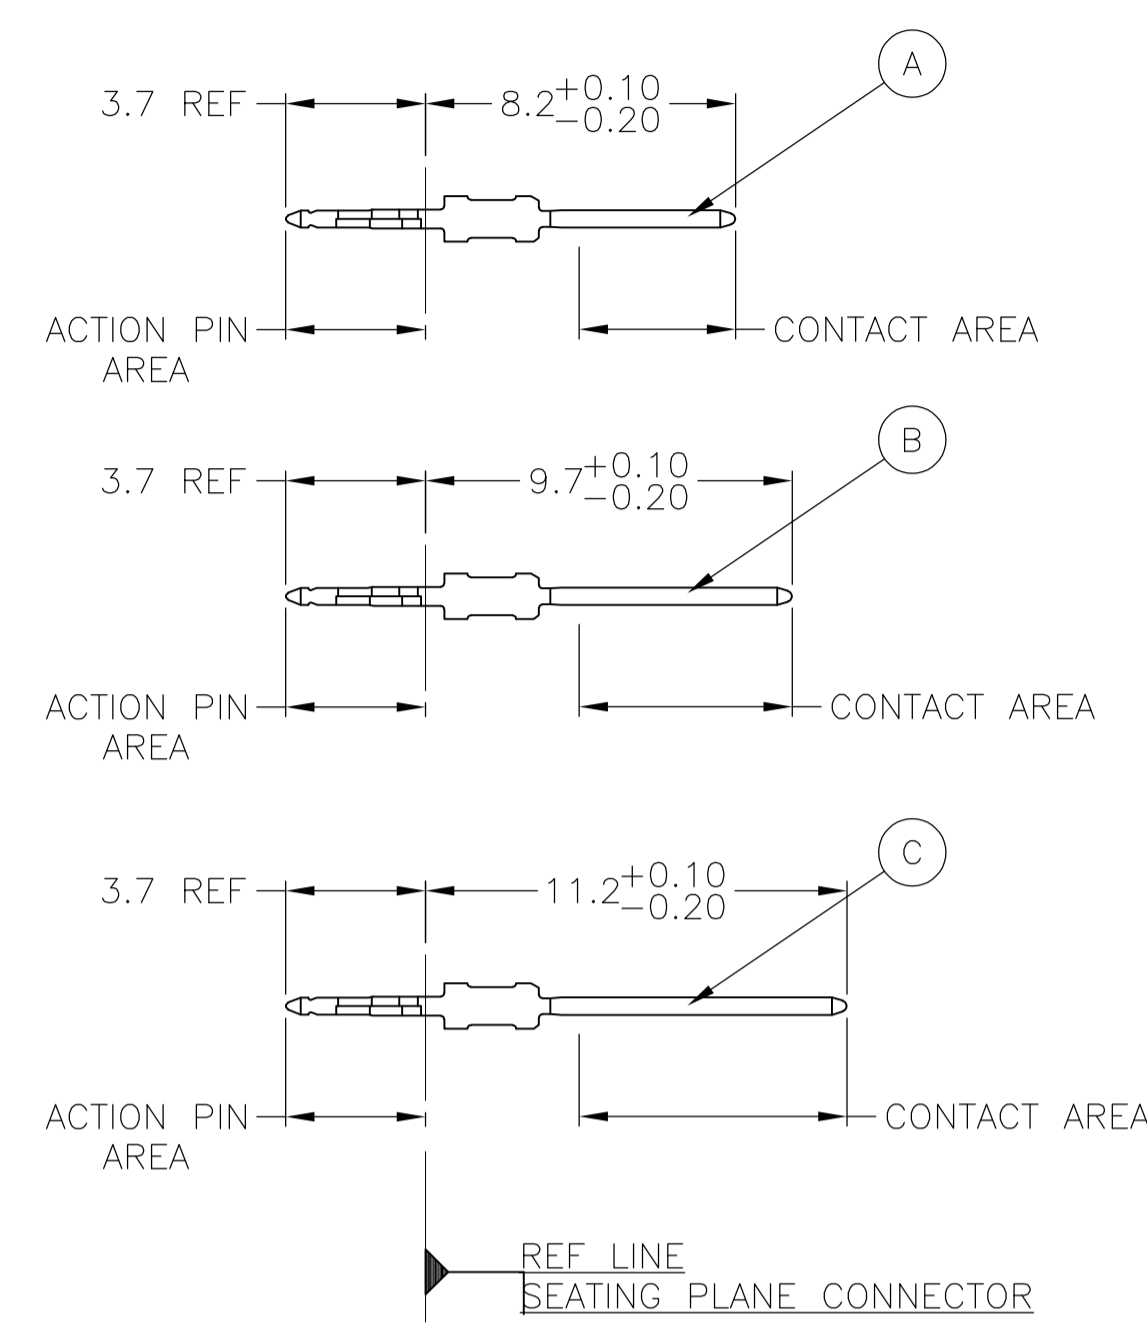 A
3.7 REF
8.2 +0.10 -0.20
ACTION PIN AREA
CONTACT AREA
B
3.7 REF
9.7 +0.10 -0.20
ACTION PIN AREA
CONTACT AREA
C
3.7 REF
11.2 +0.10 -0.20
ACTION PIN AREA
CONTACT AREA
REF LINE
SEATING PLANE CONNECTOR